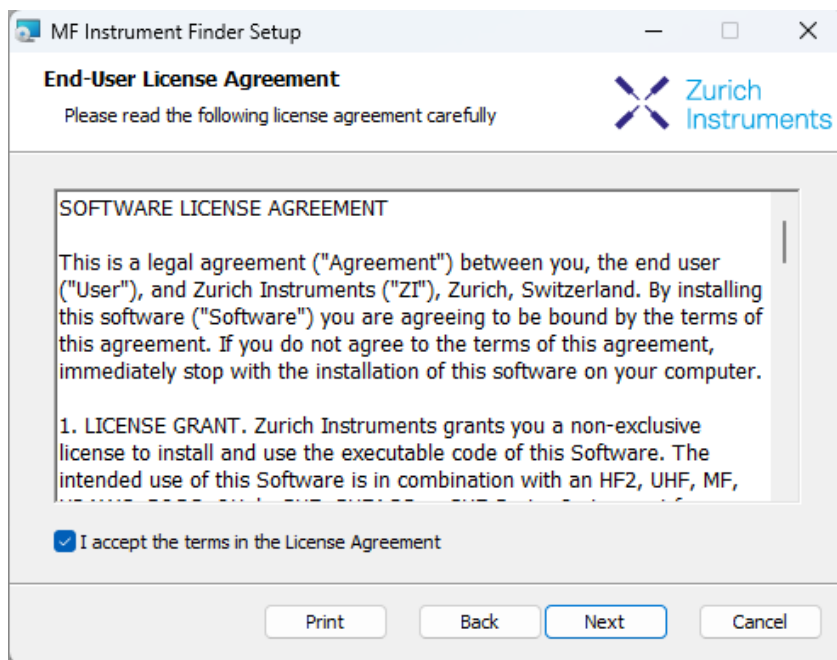 MF Instrument Finder Setup
End-User License Agreement
Please read the following license agreement carefully
Zurich
Instruments
SOFTWARE LICENSE AGREEMENT
This is a legal agreement ("Agreement") between you, the end user
("User"), and Zurich Instruments ("ZI"), Zurich, Switzerland. By installing
this software ("Software") you are agreeing to be bound by the terms of
this agreement. If you do not agree to the terms of this agreement,
immediately stop with the installation of this software on your computer.
1. LICENSE GRANT. Zurich Instruments grants you a non-exclusive
license to install and use the executable code of this Software. The
intended use of this Software is in combination with an HF2, UHF, MF,
I accept the terms in the License Agreement
Print
Back
Next
Cancel